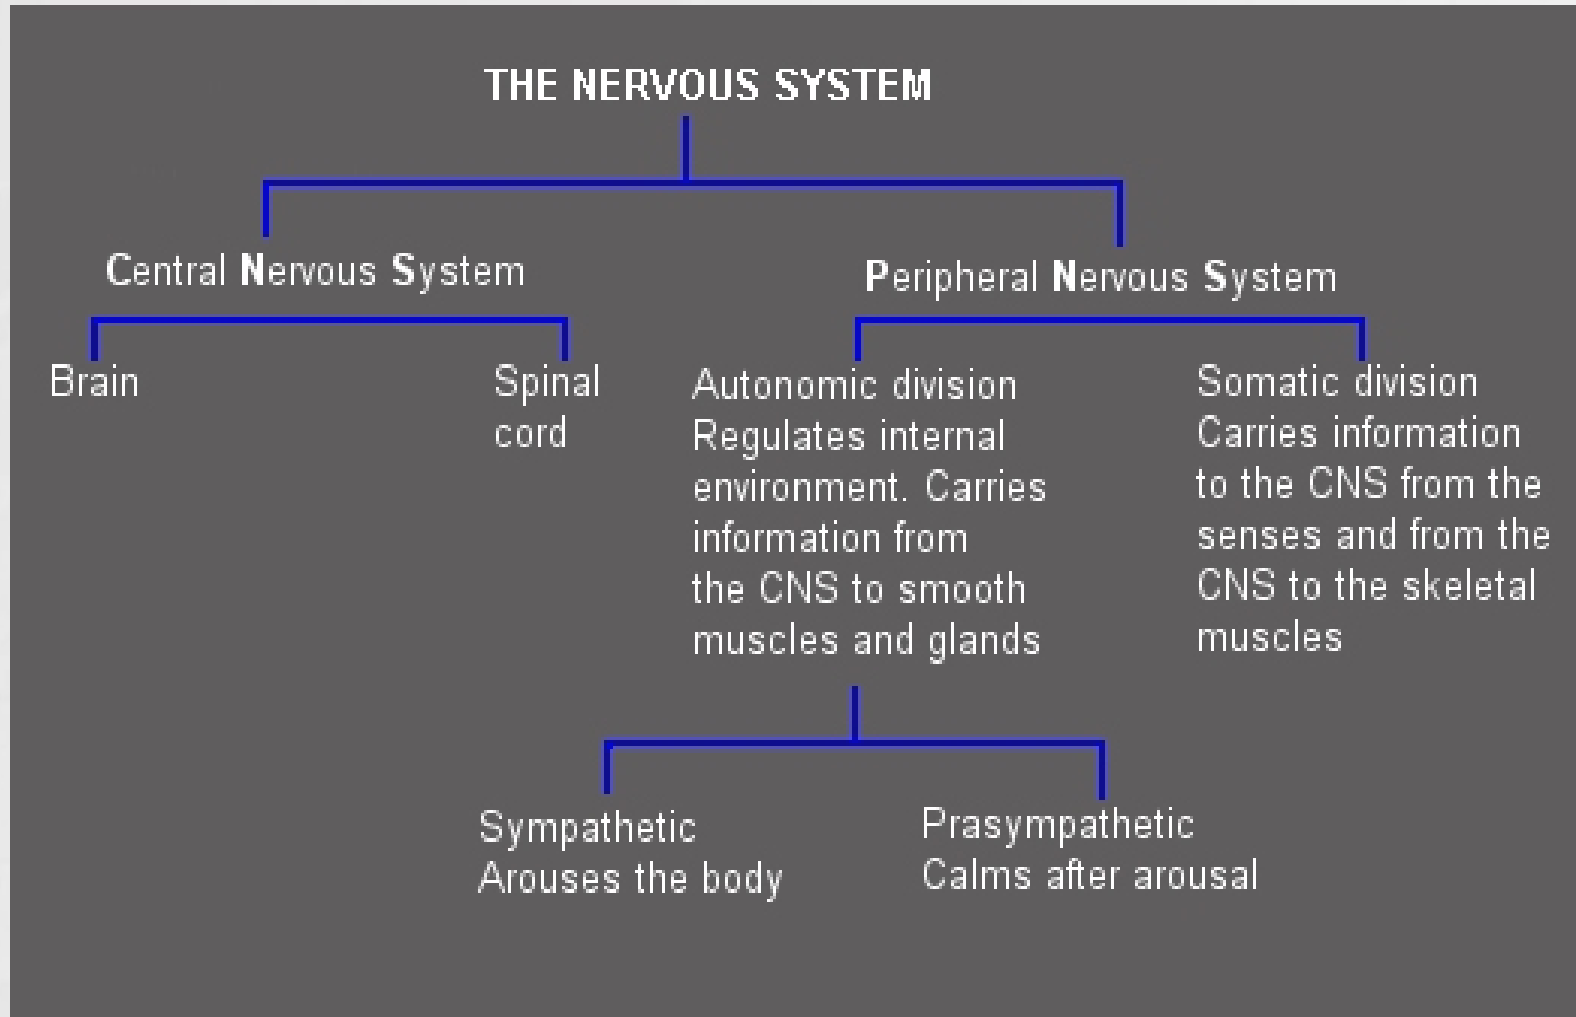 THE NERVOUS SYSTEM
Central Nervous System
Peripheral Nervous System
Brain
Spinal
cord
Autonomic division
Regulates internal
environment. Carries
information from
the CNS to smooth
muscles and glands
Somatic division
Carries information
to the CNS from the
senses and from the
CNS to the skeletal
muscles
Sympathetic
Arouses the body
Prasympathetic
Calms after arousal